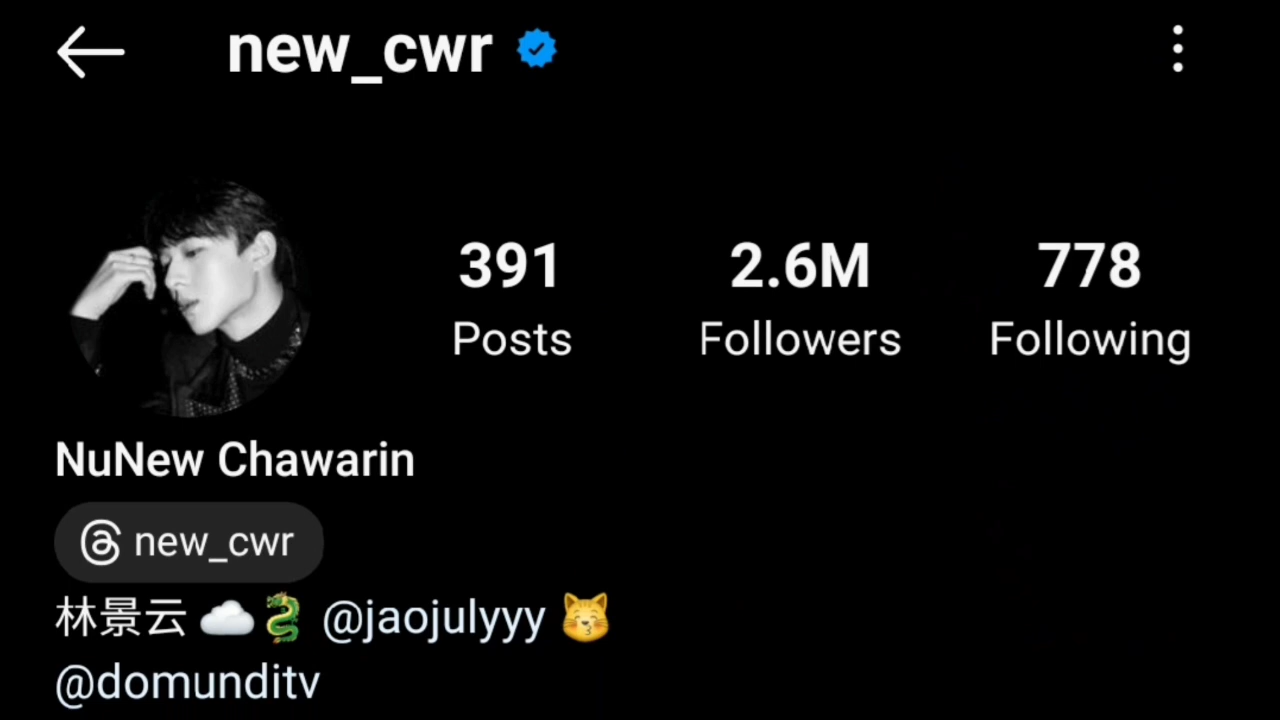 new_cwr
391 2.6M 778
Posts Followers Following
NuNew Chawarin
new_cwr
林景云 ☁️🐉 @jaojulyyy 😽
@domunditv